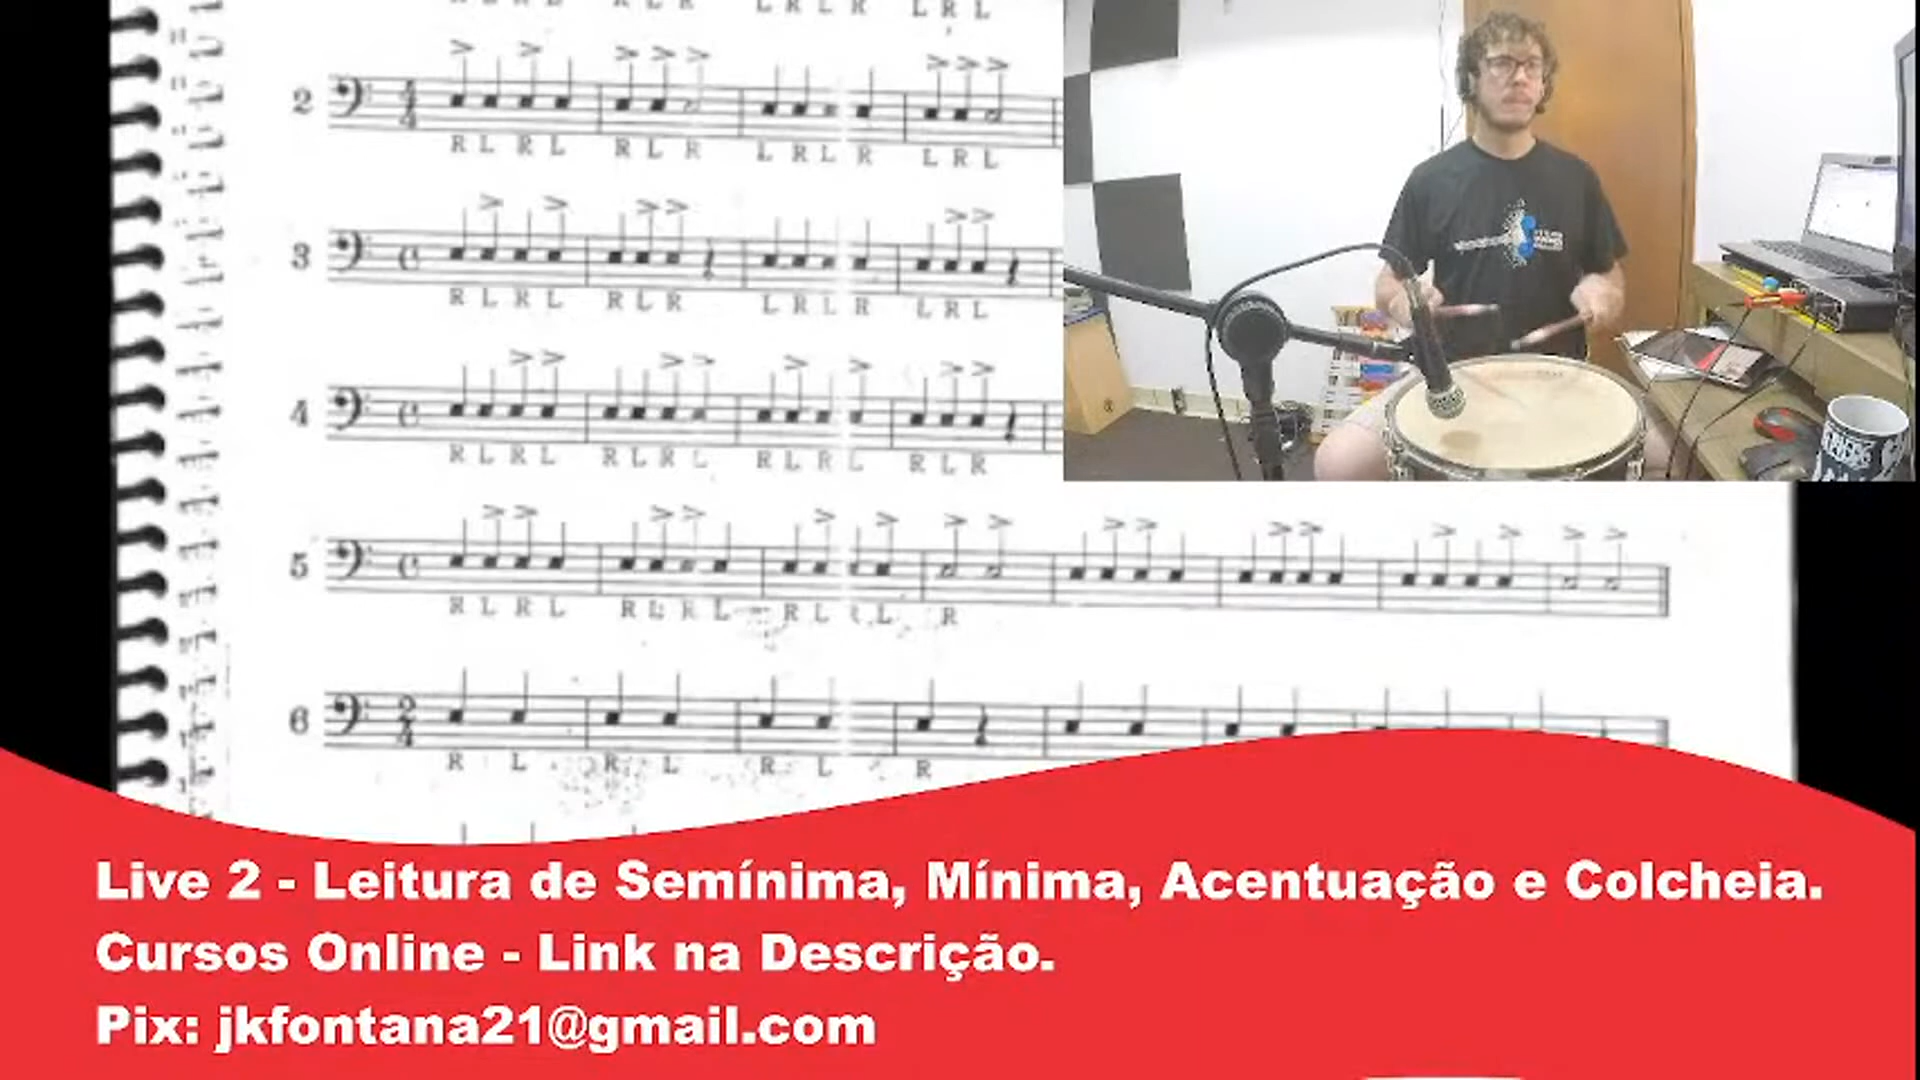 R L R L R L R L R L R L R L
2 R L R L R L R L R L R L R L
3 R L R L R L R L R L R L R L
4 R L R L R L R L R L R L R L R
5 R L R L R L R L R L L R
6 R L R L R L R
Live 2 - Leitura de Semínima, Mínima, Acentuação e Colcheia.
Cursos Online - Link na Descrição.
Pix: jkfontana21@gmail.com